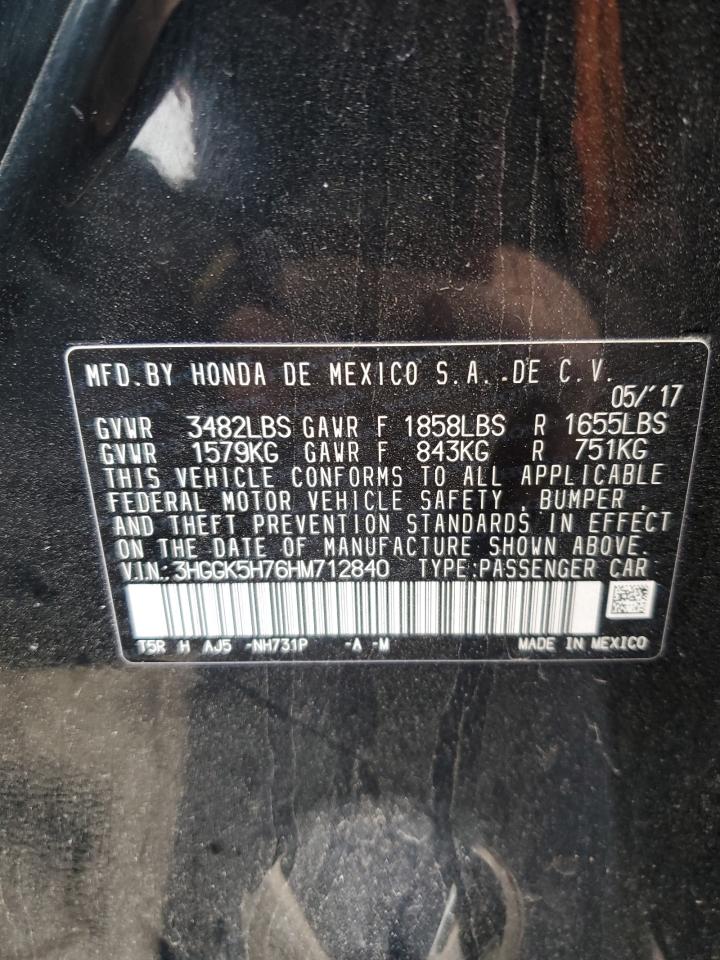 MFD.BY HONDA DE MEXICO S.A. DE C.V.
05/'17
GVWR 3482LBS GAWR F 1858LBS R 1655LBS
GVWR 1579KG GAWR F 843KG R 751KG
THIS VEHICLE CONFORMS TO ALL APPLICABLE
FEDERAL MOTOR VEHICLE SAFETY , BUMPER ,
AND THEFT PREVENTION STANDARDS IN EFFECT
ON THE DATE OF MANUFACTURE SHOWN ABOVE.
V.I.N.: 3HGGK5H76HM712840 TYPE:PASSENGER CAR
T5R H AJ5 -NH731P -A -M MADE IN MEXICO